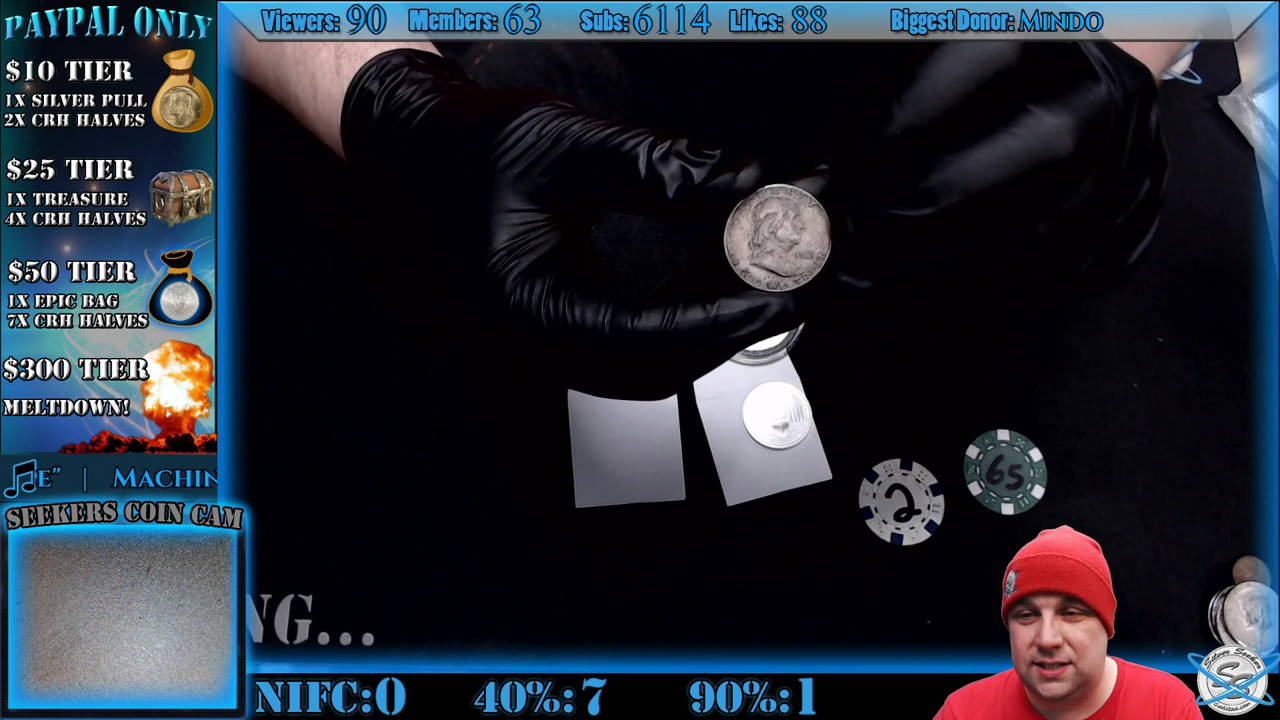 PAYPAL ONLY
$10 TIER
1X SILVER PULL
2X CRH HALVES
$25 TIER
1X TREASURE
4X CRH HALVES
$50 TIER
1X EPIC BAG
7X CRH HALVES
$300 TIER
MELTDOWN!
E" | MACHIN
SEEKERS COIN CAM
Viewers: 90 Members: 63 Subs: 6114 Likes: 88 Biggest Donor: MINDO
2
65
NG...
NIFC:0 40%:7 90%:1
Silver Seeker